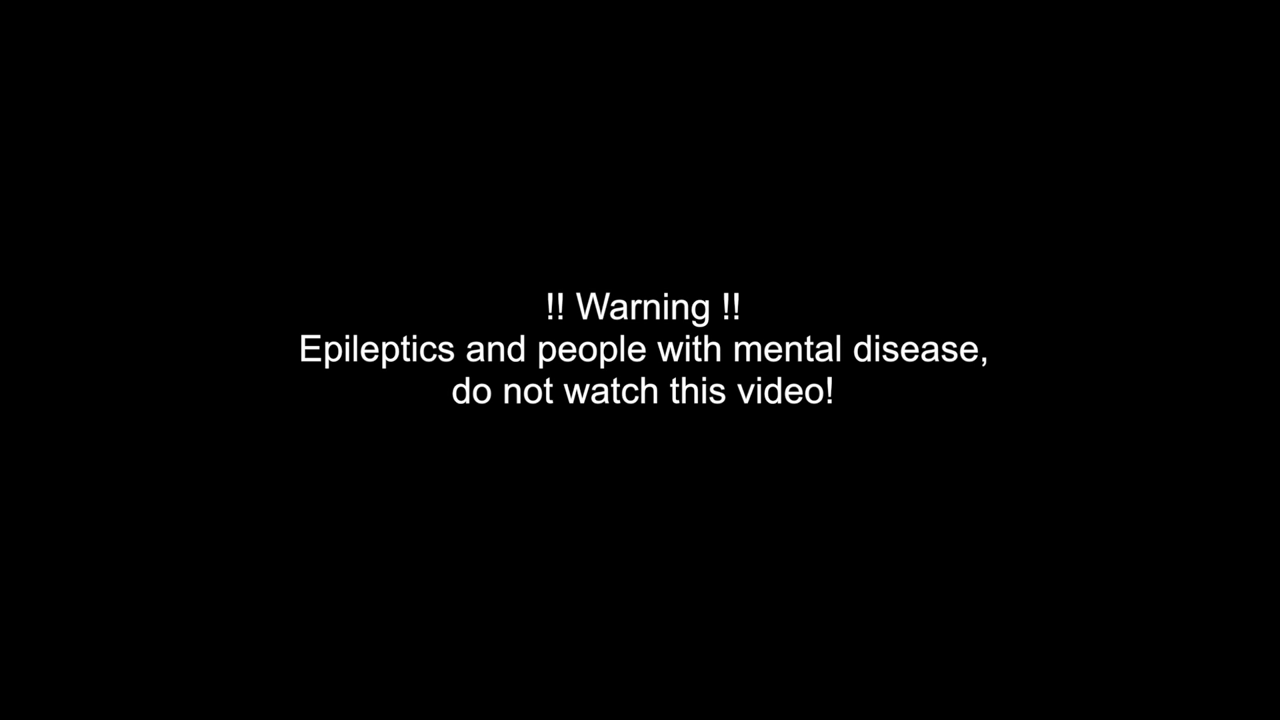 !! Warning !!
Epileptics and people with mental disease,
do not watch this video!